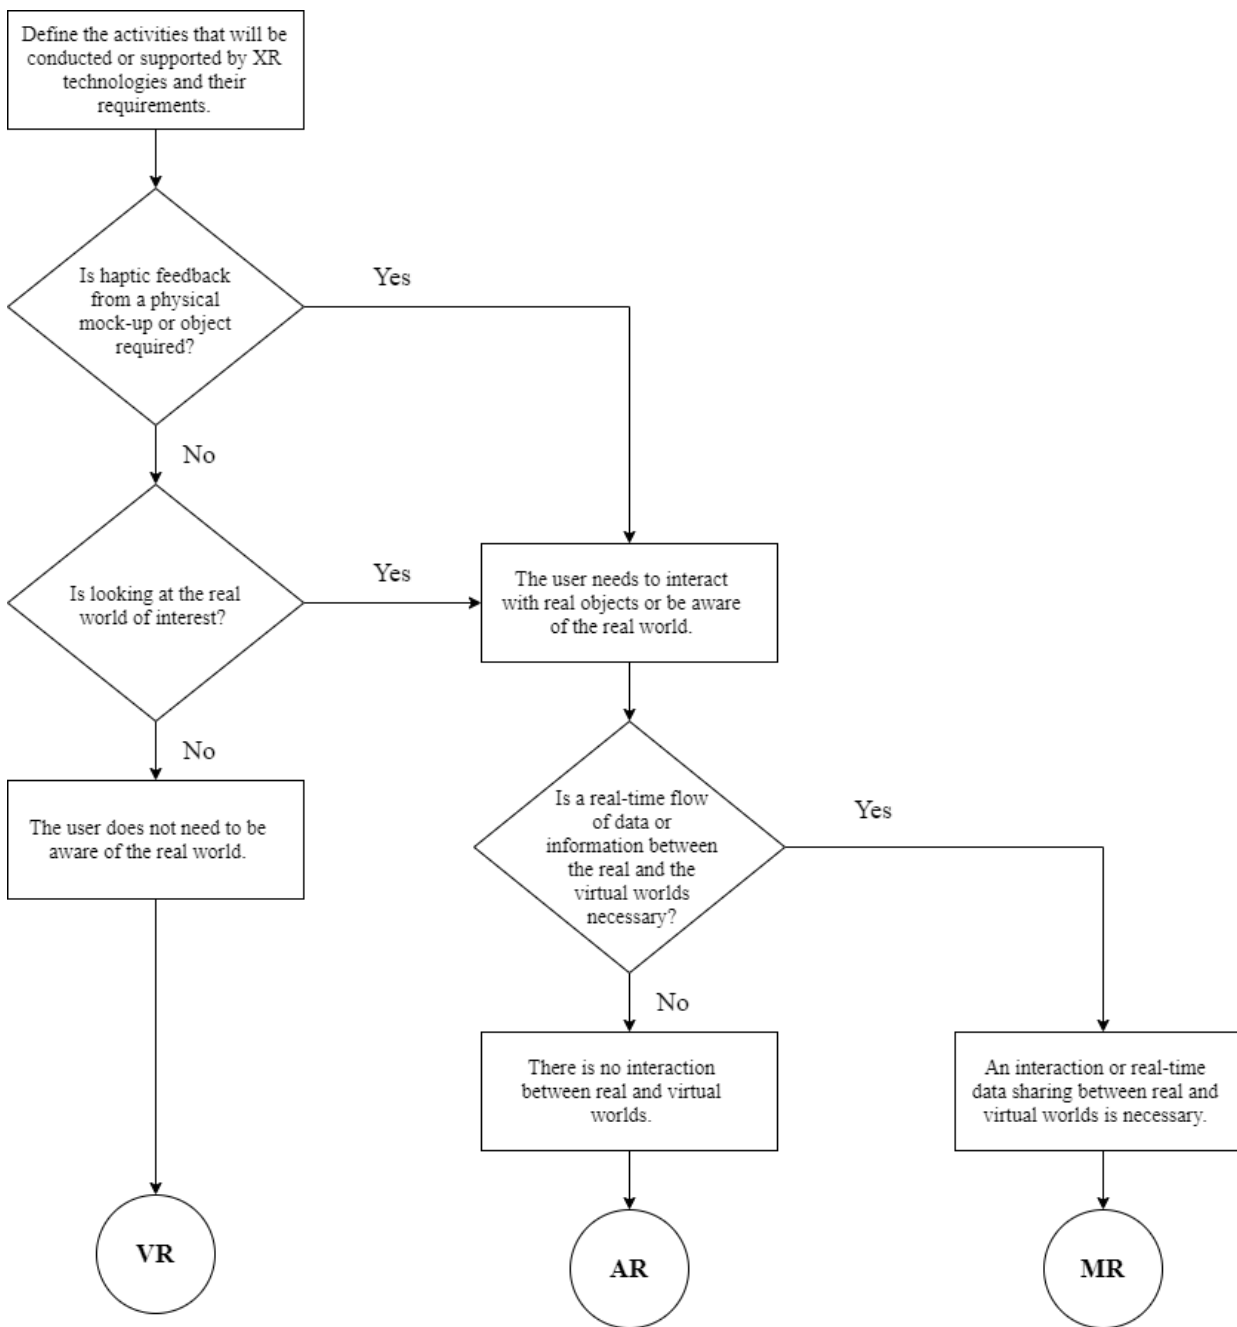 Define the activities that will be
conducted or supported by XR
technologies and their
requirements.
Is haptic feedback
from a physical
mock-up or object
required?
Yes
No
Is looking at the real
world of interest?
Yes
The user needs to interact
with real objects or be aware
of the real world.
No
The user does not need to be
aware of the real world.
Is a real-time flow
of data or
information between
the real and the
virtual worlds
necessary?
Yes
No
There is no interaction
between real and virtual
worlds.
An interaction or real-time
data sharing between real and
virtual worlds is necessary.
VR
AR
MR